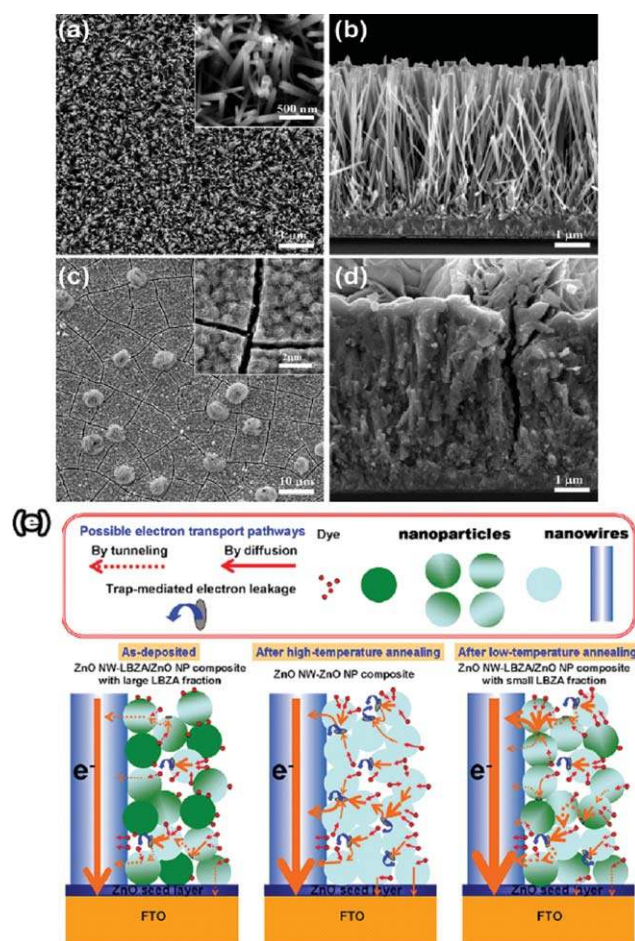 (a)
500 nm
1 μm
(b)
1 μm
(c)
2μm
10 μm
(d)
1 μm
(e)
Possible electron transport pathways
By tunneling
By diffusion
Trap-mediated electron leakage
Dye
nanoparticles
nanowires
As-deposited
ZnO NW-LBZA/ZnO NP composite
with large LBZA fraction
e-
ZnO seed layer
FTO
After high-temperature annealing
ZnO NW-ZnO NP composite
e-
ZnO seed layer
FTO
After low-temperature annealing
ZnO NW-LBZA/ZnO NP composite
with small LBZA fraction
e-
ZnO seed layer
FTO